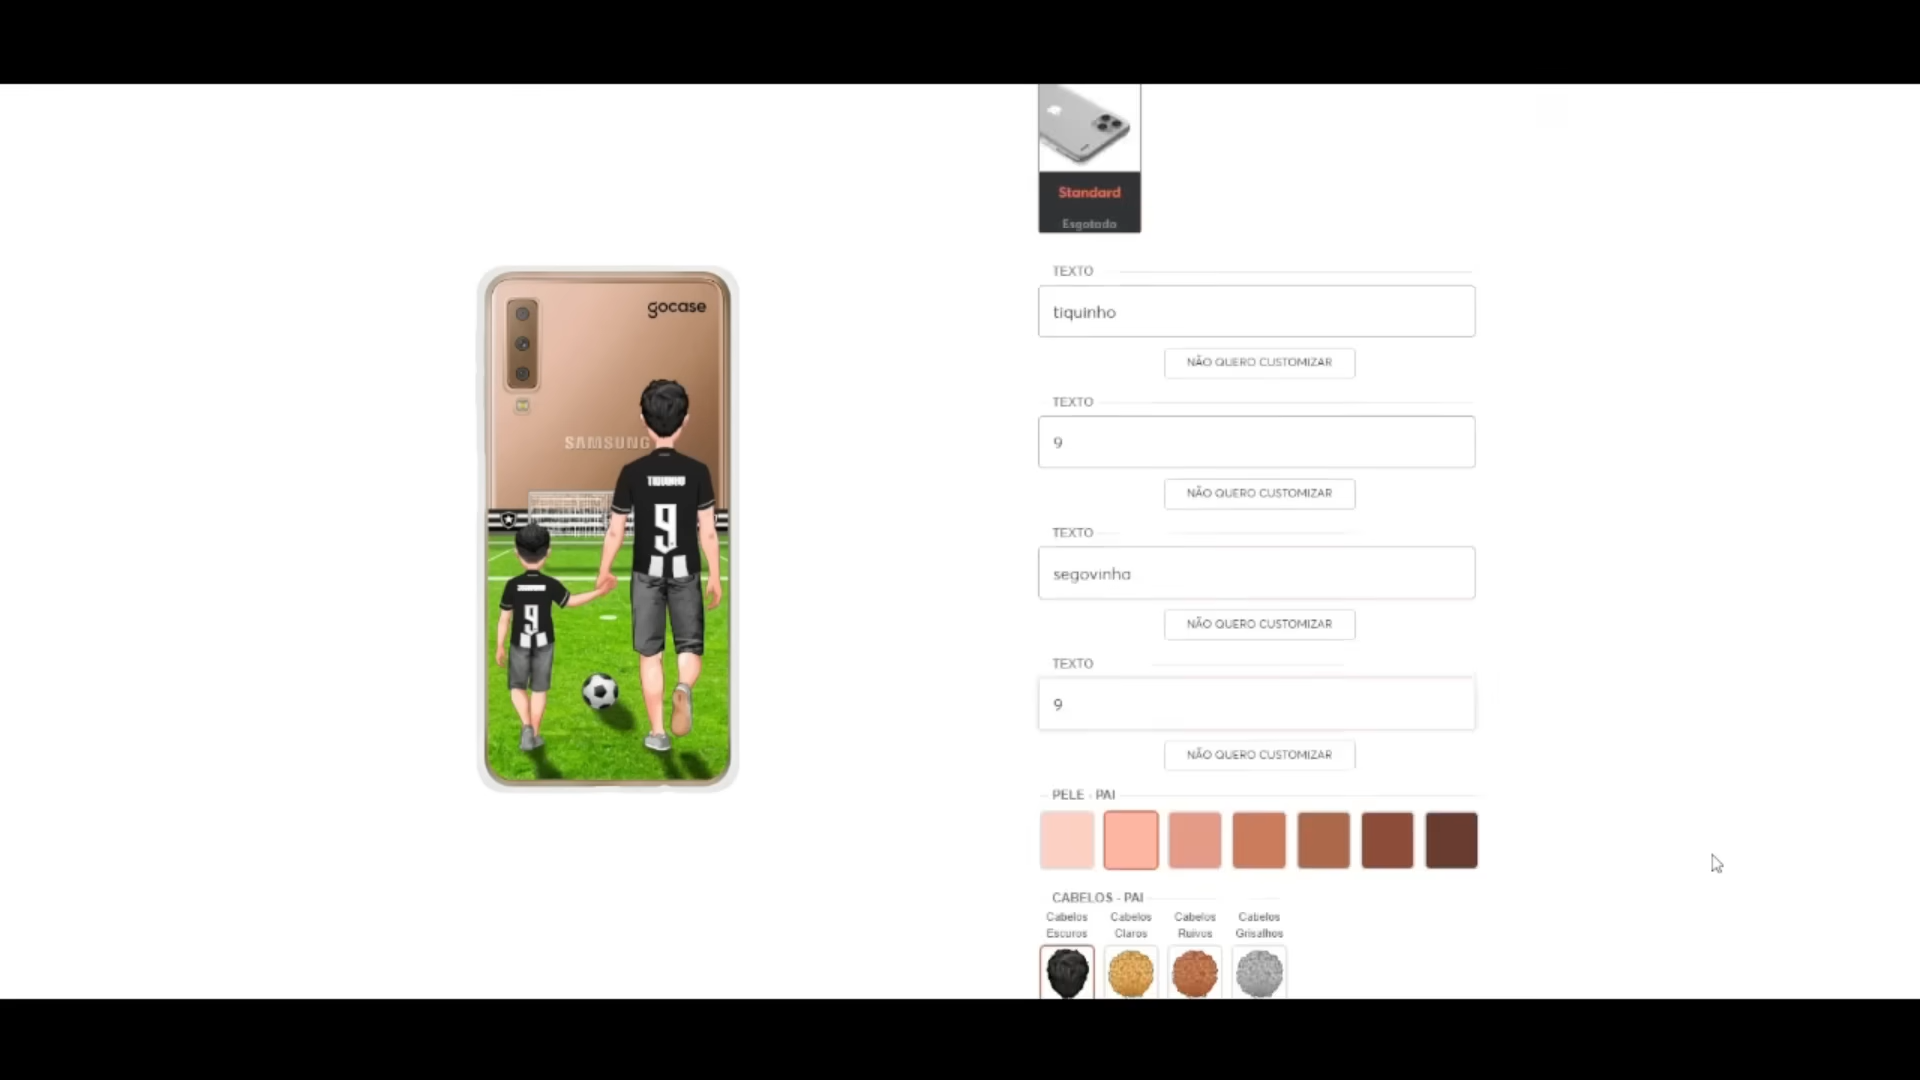 Standard
Esgotado
gocase
SAMSUNG
TIQUINHO
9
9
TEXTO
tiquinho
NÃO QUERO CUSTOMIZAR
TEXTO
9
NÃO QUERO CUSTOMIZAR
TEXTO
segovinha
NÃO QUERO CUSTOMIZAR
TEXTO
9
NÃO QUERO CUSTOMIZAR
PELE - PAI
CABELOS - PAI
Cabelos Escuros
Cabelos Claros
Cabelos Ruivos
Cabelos Grisalhos